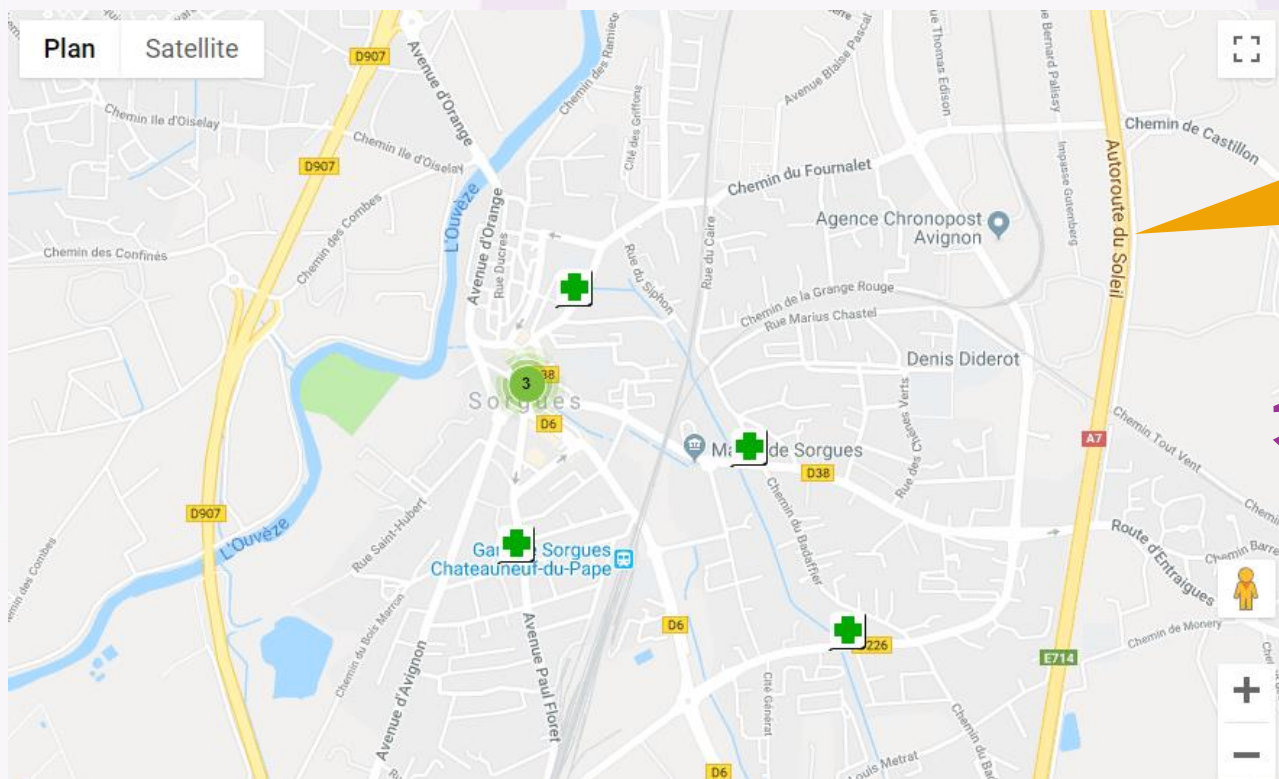 Plan
Satellite
D907
Avenue d'Orange
Chemin des Ramières
Avenue Blaise Pascal
Rue Thomas Edison
Rue Bernard Palissy
Chemin Ile d'Oiselay
Chemin Ile d'Oiselay
Cité des Griffons
Chemin de Castillon
D907
Chemin du Fournalet
Impasse Gutemberg
Autoroute du Soleil
L'Ouvèze
Avenue d'Orange
Rue Ducres
Chemin des Combes
Rue du Caire
Agence Chronopost
Avignon
Chemin des Confinés
Rue du Siphon
Chemin de la Grange Rouge
Rue Marius Chastel
Denis Diderot
3
38
Sorgues
D6
Rue des Chênes Verts
Chemin Tout Vent
A7
de Sorgues
D38
D907
L'Ouvèze
Rue Saint-Hubert
Sorgues
Chateauneuf-du-Pape
Chemin du Badaffier
Route d'Entraigues
Chemin Barre
Chemin du Bois Marron
Avenue d'Avignon
Avenue Paul Floret
D6
226
E714
Chemin de Monery
Cité Générat
Louis Metrat
D6